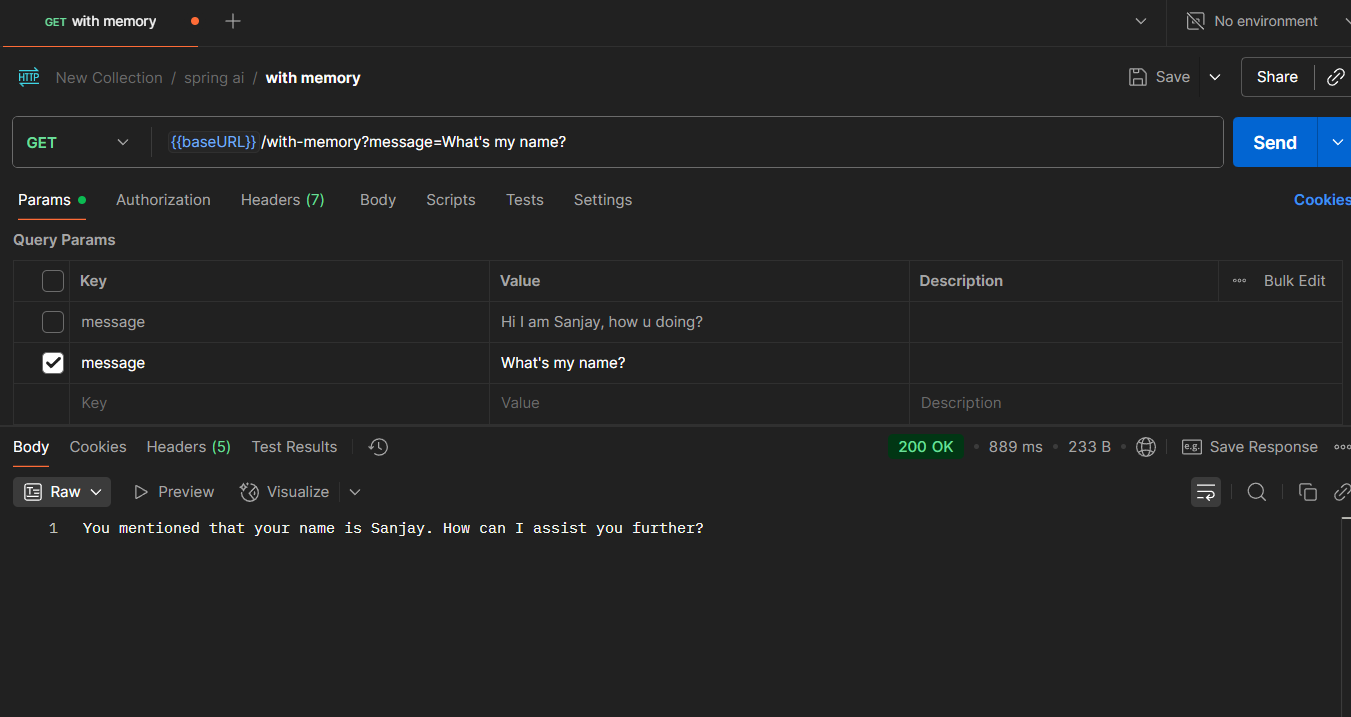 GET with memory
No environment
HTTP New Collection / spring ai / with memory
Save
Share
GET
{{baseURL}} /with-memory?message=What's my name?
Send
Params Authorization Headers (7) Body Scripts Tests Settings
Cookies
Query Params
Key Value Description Bulk Edit
message Hi I am Sanjay, how u doing?
message What's my name?
Key Value Description
Body Cookies Headers (5) Test Results
200 OK • 889 ms • 233 B • e.g. Save Response
Raw Preview Visualize
1 You mentioned that your name is Sanjay. How can I assist you further?